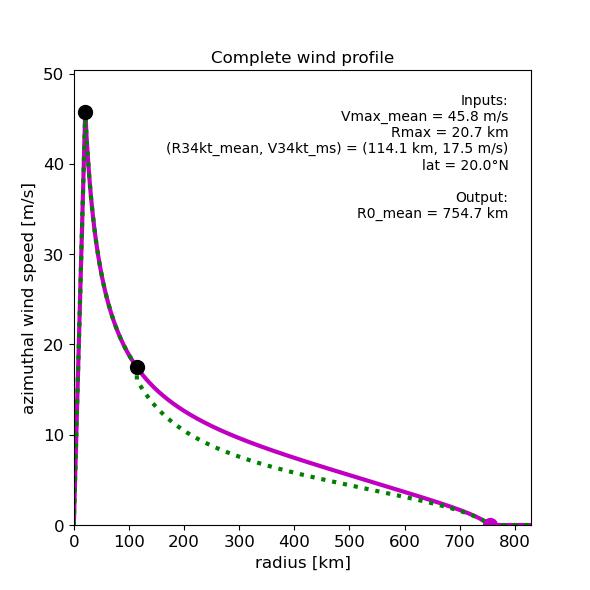 Complete wind profile
Inputs:
Vmax_mean = 45.8 m/s
Rmax = 20.7 km
(R34kt_mean, V34kt_ms) = (114.1 km, 17.5 m/s)
lat = 20.0°N
Output:
R0_mean = 754.7 km
azimuthal wind speed [m/s]
50
40
30
20
10
0
0 100 200 300 400 500 600 700 800
radius [km]